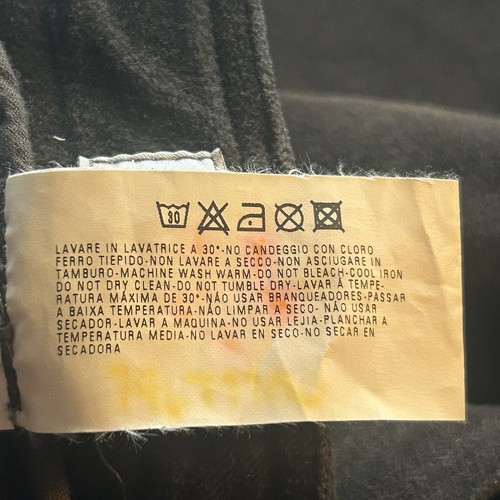 30
LAVARE IN LAVATRICE A 30°-NO CANDEGGIO CON CLORO
FERRO TIEPIDO-NON LAVARE A SECCO-NON ASCIUGARE IN
TAMBURO-MACHINE WASH WARM-DO NOT BLEACH-COOL IRON
DO NOT DRY CLEAN-DO NOT TUMBLE DRY-LAVAR Á TEMPE-
RATURA MÁXIMA DE 30°-NÃO USAR BRANQUEADORES-PASSAR
A BAIXA TEMPERATURA-NÃO LIMPAR A SECO- NÃO USAR
SECADOR-LAVAR A MAQUINA-NO USAR LEJIA-PLANCHAR A
TEMPERATURA MEDIA-NO LAVAR EN SECO-NO SECAR EN
SECADORA